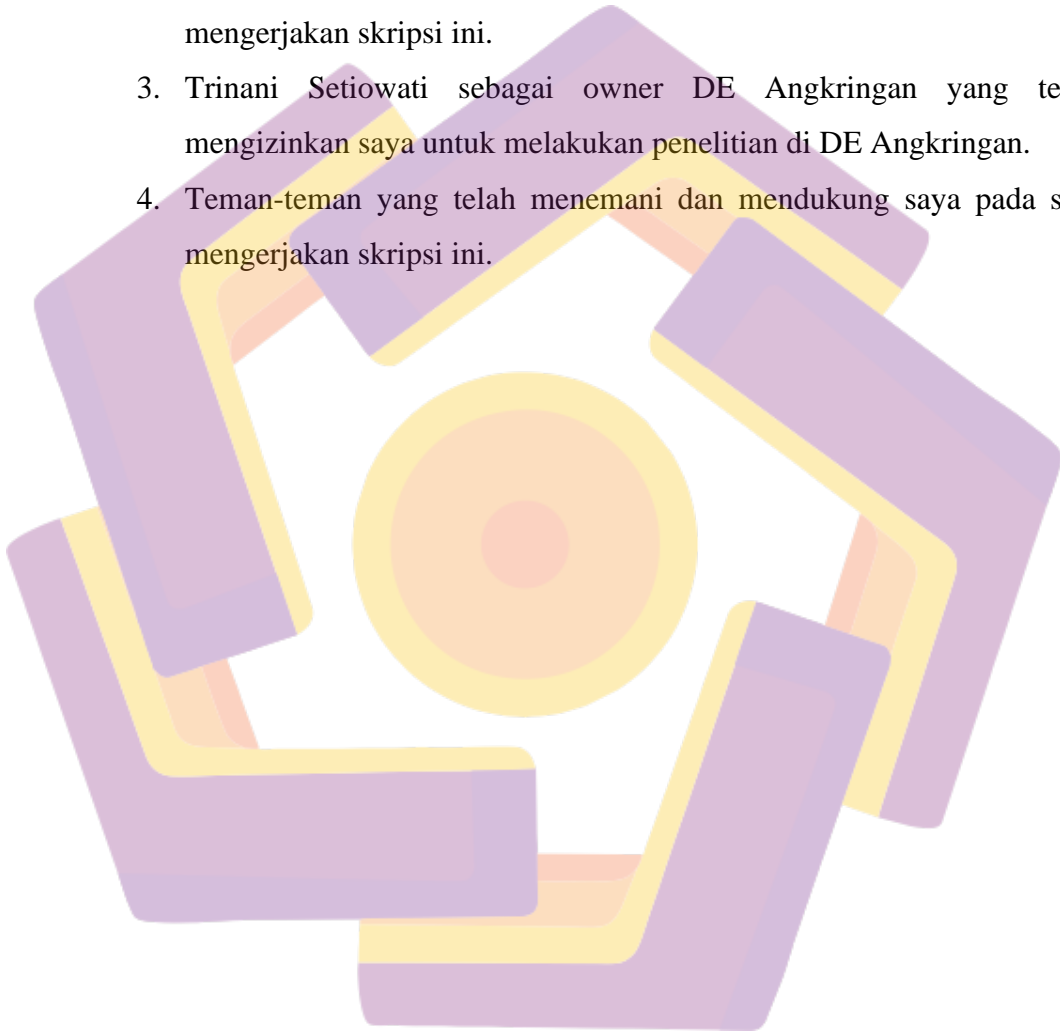 mengerjakan skripsi ini.
3. Trinani Setiowati sebagai owner DE Angkringan yang
mengizinkan saya untuk melakukan penelitian di DE Angkringan.
4. Teman-teman yang telah menemani dan mendukung saya pada
mengerjakan skripsi ini.